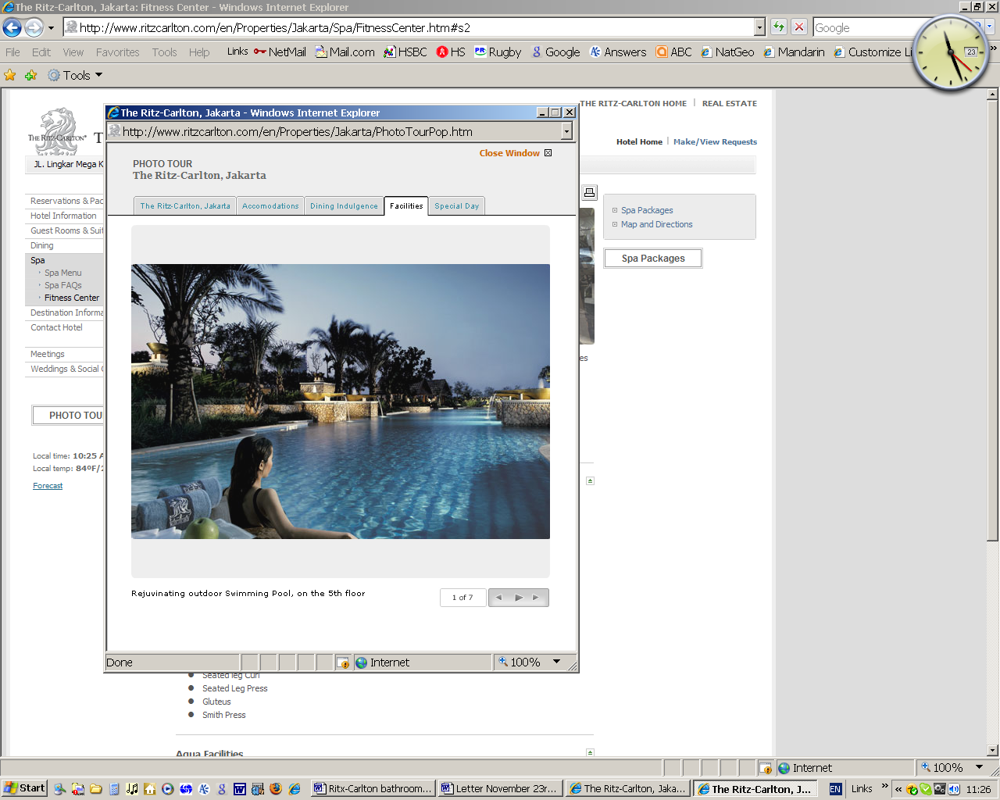 The Ritz-Carlton, Jakarta: Fitness Center - Windows Internet Explorer
http://www.ritzcarlton.com/en/Properties/Jakarta/Spa/FitnessCenter.htm#s2
Google
File Edit View Favorites Tools Help Links NetMail Mail.com HSBC HS Rugby Google Answers ABC NatGeo Mandarin Customize Li
Tools
23
THE RITZ-CARLTON HOME REAL ESTATE
THE RITZ-CARLTON
Hotel Home Make/View Requests
JL. Lingkar Mega K
Reservations & Pac
Hotel Information
Guest Rooms & Suit
Dining
Spa
Spa Menu
Spa FAQs
Fitness Center
Destination Informa
Contact Hotel
Meetings
Weddings & Social C
PHOTO TOU
Local time: 10:25 A
Local temp: 84ºF/2
Forecast
The Ritz-Carlton, Jakarta - Windows Internet Explorer
http://www.ritzcarlton.com/en/Properties/Jakarta/PhotoTourPop.htm
Close Window
PHOTO TOUR
The Ritz-Carlton, Jakarta
The Ritz-Carlton, Jakarta Accomodations Dining Indulgence Facilities Special Day
Rejuvinating outdoor Swimming Pool, on the 5th floor
1 of 7
Done Internet 100%
Spa Packages
Map and Directions
Spa Packages
es
Seated leg Curl
Seated Leg Press
Gluteus
Smith Press
Aqua Facilities
Internet 100%
Start Ritx-Carlton bathroom... Letter November 23r... The Ritz-Carlton, Jaka... The Ritz-Carlton, J... EN Links 11:26